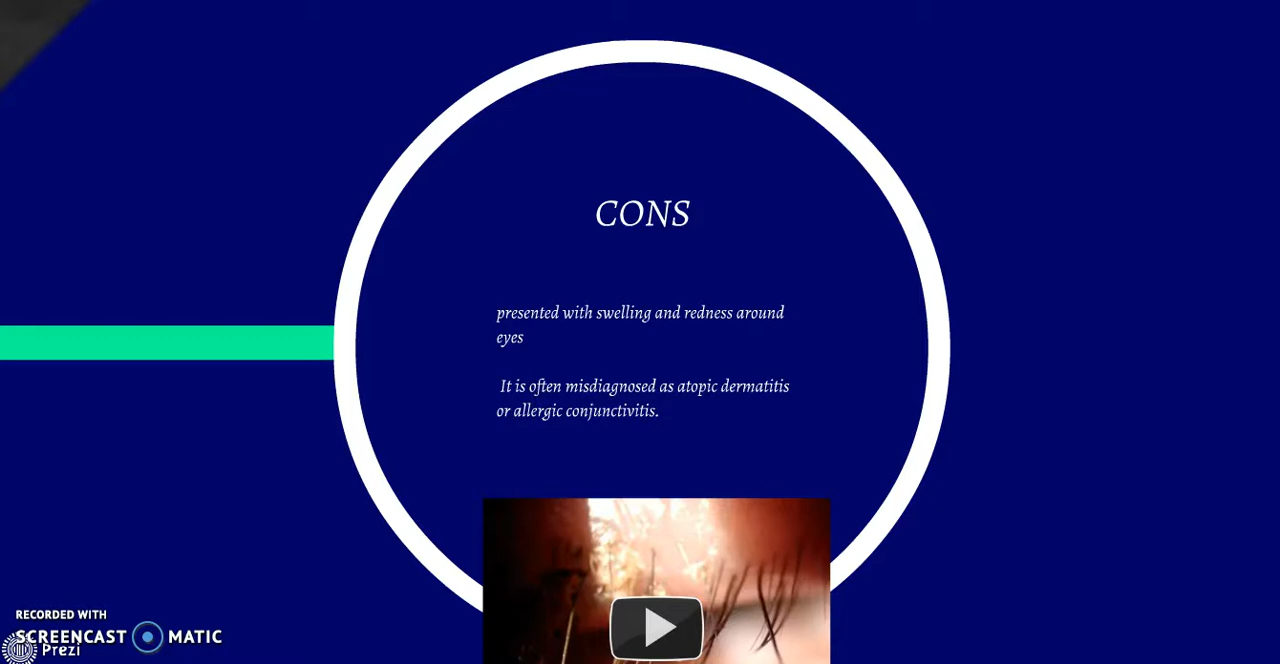 CONS
presented with swelling and redness around
eyes
It is often misdiagnosed as atopic dermatitis
or allergic conjunctivitis.
RECORDED WITH
SCREENCAST MATIC
Prezi